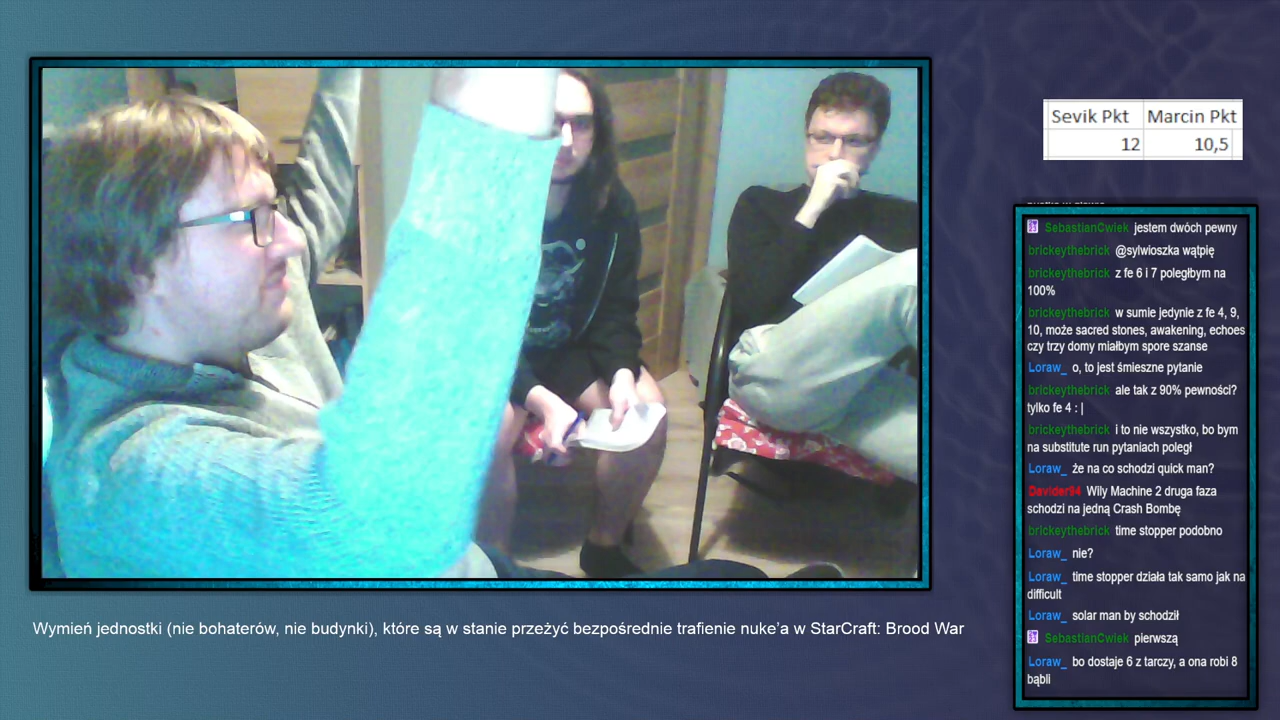 Sevik Pkt Marcin Pkt
12 10,5
SebastianCwiek jestem dwóch pewny
brickeythebrick @sylwioszka wątpię
brickeythebrick z fe 6 i 7 poległbym na
100%
brickeythebrick w sumie jedynie z fe 4, 9,
10, może sacred stones, awakening, echoes
czy trzy domy miałbym spore szanse
Loraw_ o, to jest śmieszne pytanie
brickeythebrick ale tak z 90% pewności?
tylko fe 4 : |
brickeythebrick i to nie wszystko, bo bym
na substitute run pytaniach poległ
Loraw_ że na co schodzi quick man?
Davider94 Wily Machine 2 druga faza
schodzi na jedną Crash Bombę
brickeythebrick time stopper podobno
Loraw_ nie?
Loraw_ time stopper działa tak samo jak na
difficult
Loraw_ solar man by schodził
SebastianCwiek pierwszą
Loraw_ bo dostaje 6 z tarczy, a ona robi 8
bąbli
Wymień jednostki (nie bohaterów, nie budynki), które są w stanie przeżyć bezpośrednie trafienie nuke’a w StarCraft: Brood War